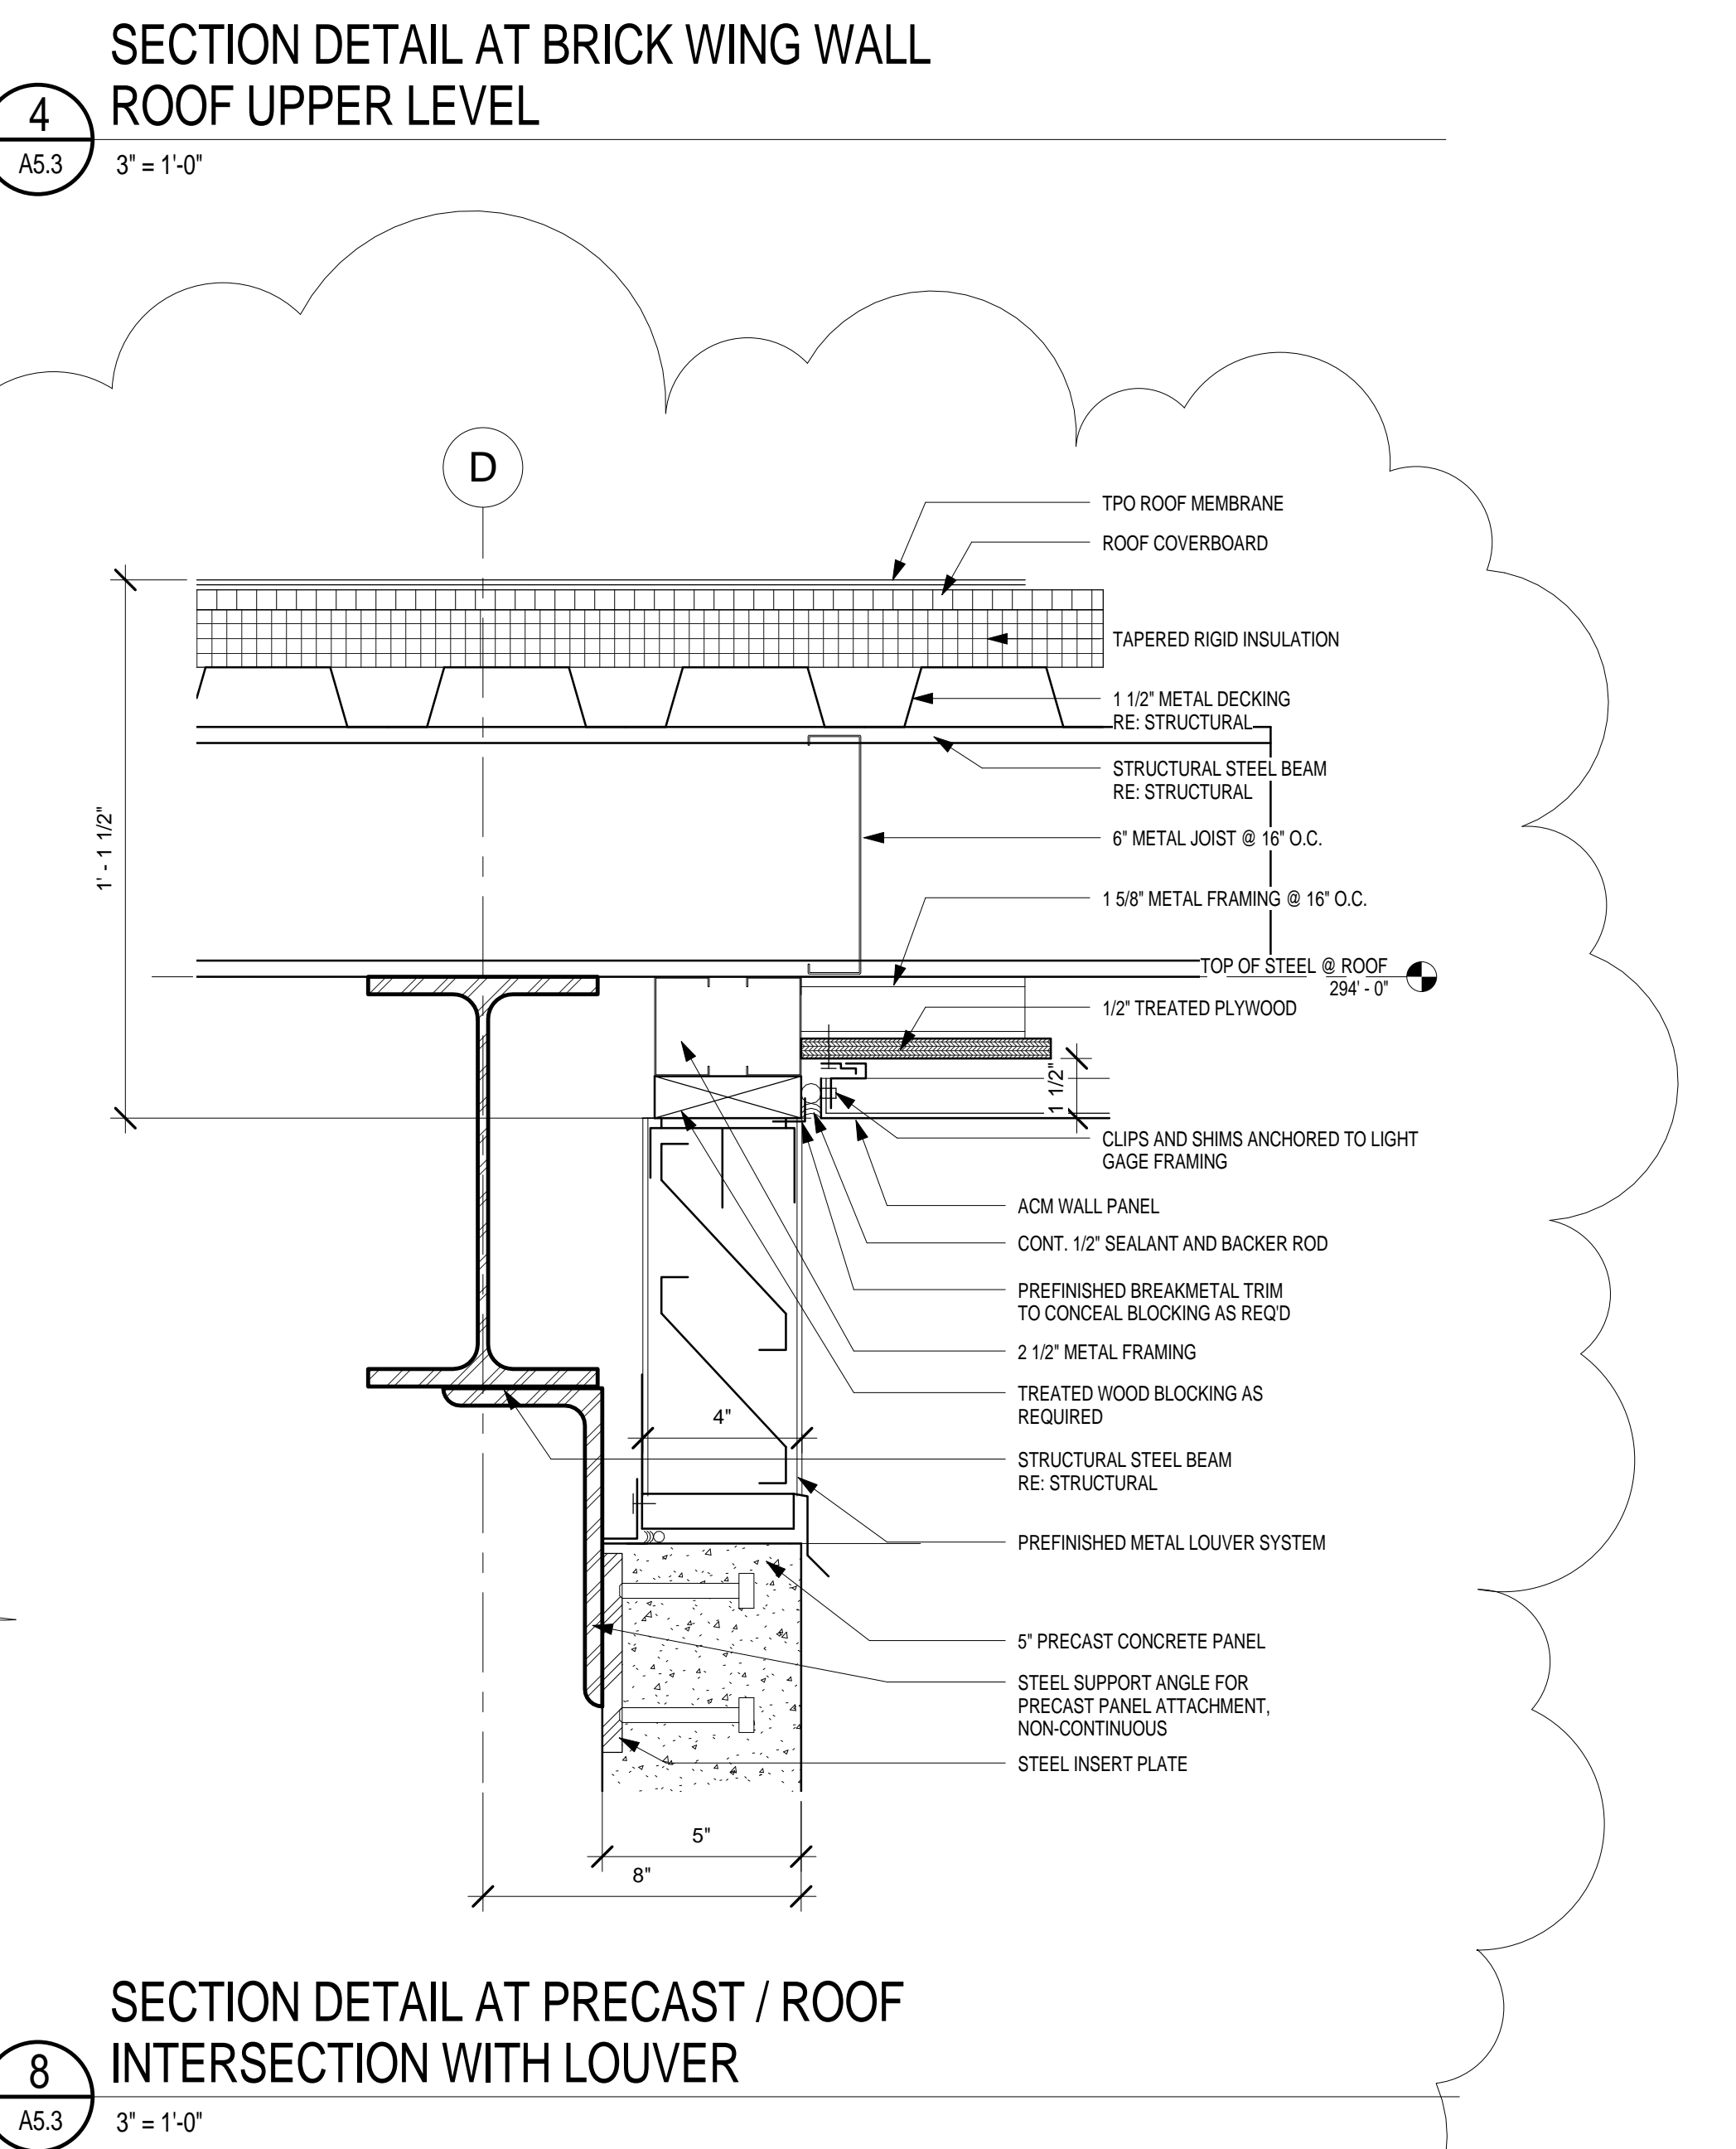 SECTION DETAIL AT BRICK WING WALL
ROOF UPPER LEVEL
4
A5.3
3" = 1'-0"
D
TPO ROOF MEMBRANE
ROOF COVERBOARD
TAPERED RIGID INSULATION
1 1/2" METAL DECKING
RE: STRUCTURAL
STRUCTURAL STEEL BEAM
RE: STRUCTURAL
1' - 1 1/2"
6" METAL JOIST @ 16" O.C.
1 5/8" METAL FRAMING @ 16" O.C.
TOP OF STEEL @ ROOF
294' - 0"
1/2" TREATED PLYWOOD
1 1/2"
CLIPS AND SHIMS ANCHORED TO LIGHT
GAGE FRAMING
ACM WALL PANEL
CONT. 1/2" SEALANT AND BACKER ROD
PREFINISHED BREAKMETAL TRIM
TO CONCEAL BLOCKING AS REQ'D
2 1/2" METAL FRAMING
TREATED WOOD BLOCKING AS
REQUIRED
4"
STRUCTURAL STEEL BEAM
RE: STRUCTURAL
PREFINISHED METAL LOUVER SYSTEM
5" PRECAST CONCRETE PANEL
STEEL SUPPORT ANGLE FOR
PRECAST PANEL ATTACHMENT,
NON-CONTINUOUS
STEEL INSERT PLATE
5"
8"
SECTION DETAIL AT PRECAST / ROOF
INTERSECTION WITH LOUVER
8
A5.3
3" = 1'-0"